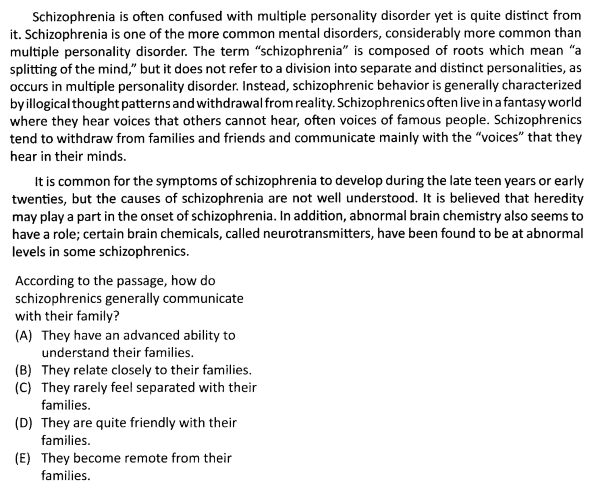 Schizophrenia is often confused with multiple personality disorder yet is quite distinct from
it. Schizophrenia is one of the more common mental disorders, considerably more common than
multiple personality disorder. The term “schizophrenia” is composed of roots which mean “a
splitting of the mind,” but it does not refer to a division into separate and distinct personalities, as
occurs in multiple personality disorder. Instead, schizophrenic behavior is generally characterized
by illogical thought patterns and withdrawal from reality. Schizophrenics often live in a fantasy world
where they hear voices that others cannot hear, often voices of famous people. Schizophrenics
tend to withdraw from families and friends and communicate mainly with the “voices” that they
hear in their minds.
It is common for the symptoms of schizophrenia to develop during the late teen years or early
twenties, but the causes of schizophrenia are not well understood. It is believed that heredity
may play a part in the onset of schizophrenia. In addition, abnormal brain chemistry also seems to
have a role; certain brain chemicals, called neurotransmitters, have been found to be at abnormal
levels in some schizophrenics.
According to the passage, how do
schizophrenics generally communicate
with their family?
(A) They have an advanced ability to
understand their families.
(B) They relate closely to their families.
(C) They rarely feel separated with their
families.
(D) They are quite friendly with their
families.
(E) They become remote from their
families.